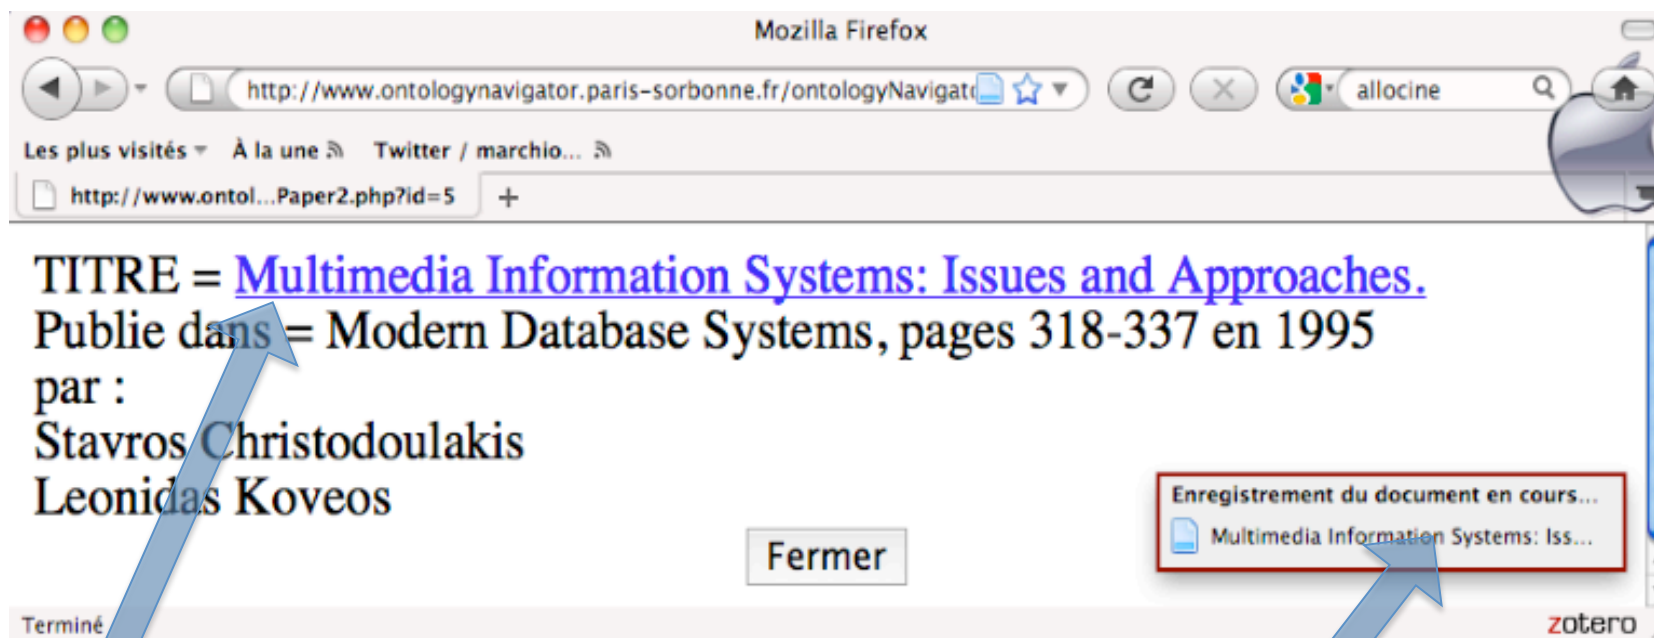 Mozilla Firefox
http://www.ontologynavigator.paris-sorbonne.fr/ontologyNavigat
allocine
Les plus visités À la une Twitter / marchio...
http://www.ontol...Paper2.php?id=5 +
TITRE = Multimedia Information Systems: Issues and Approaches.
Publie dans = Modern Database Systems, pages 318-337 en 1995
par :
Stavros Christodoulakis
Leonidas Koveos
Enregistrement du document en cours...
Multimedia Information Systems: Iss...
Fermer
Terminé zotero